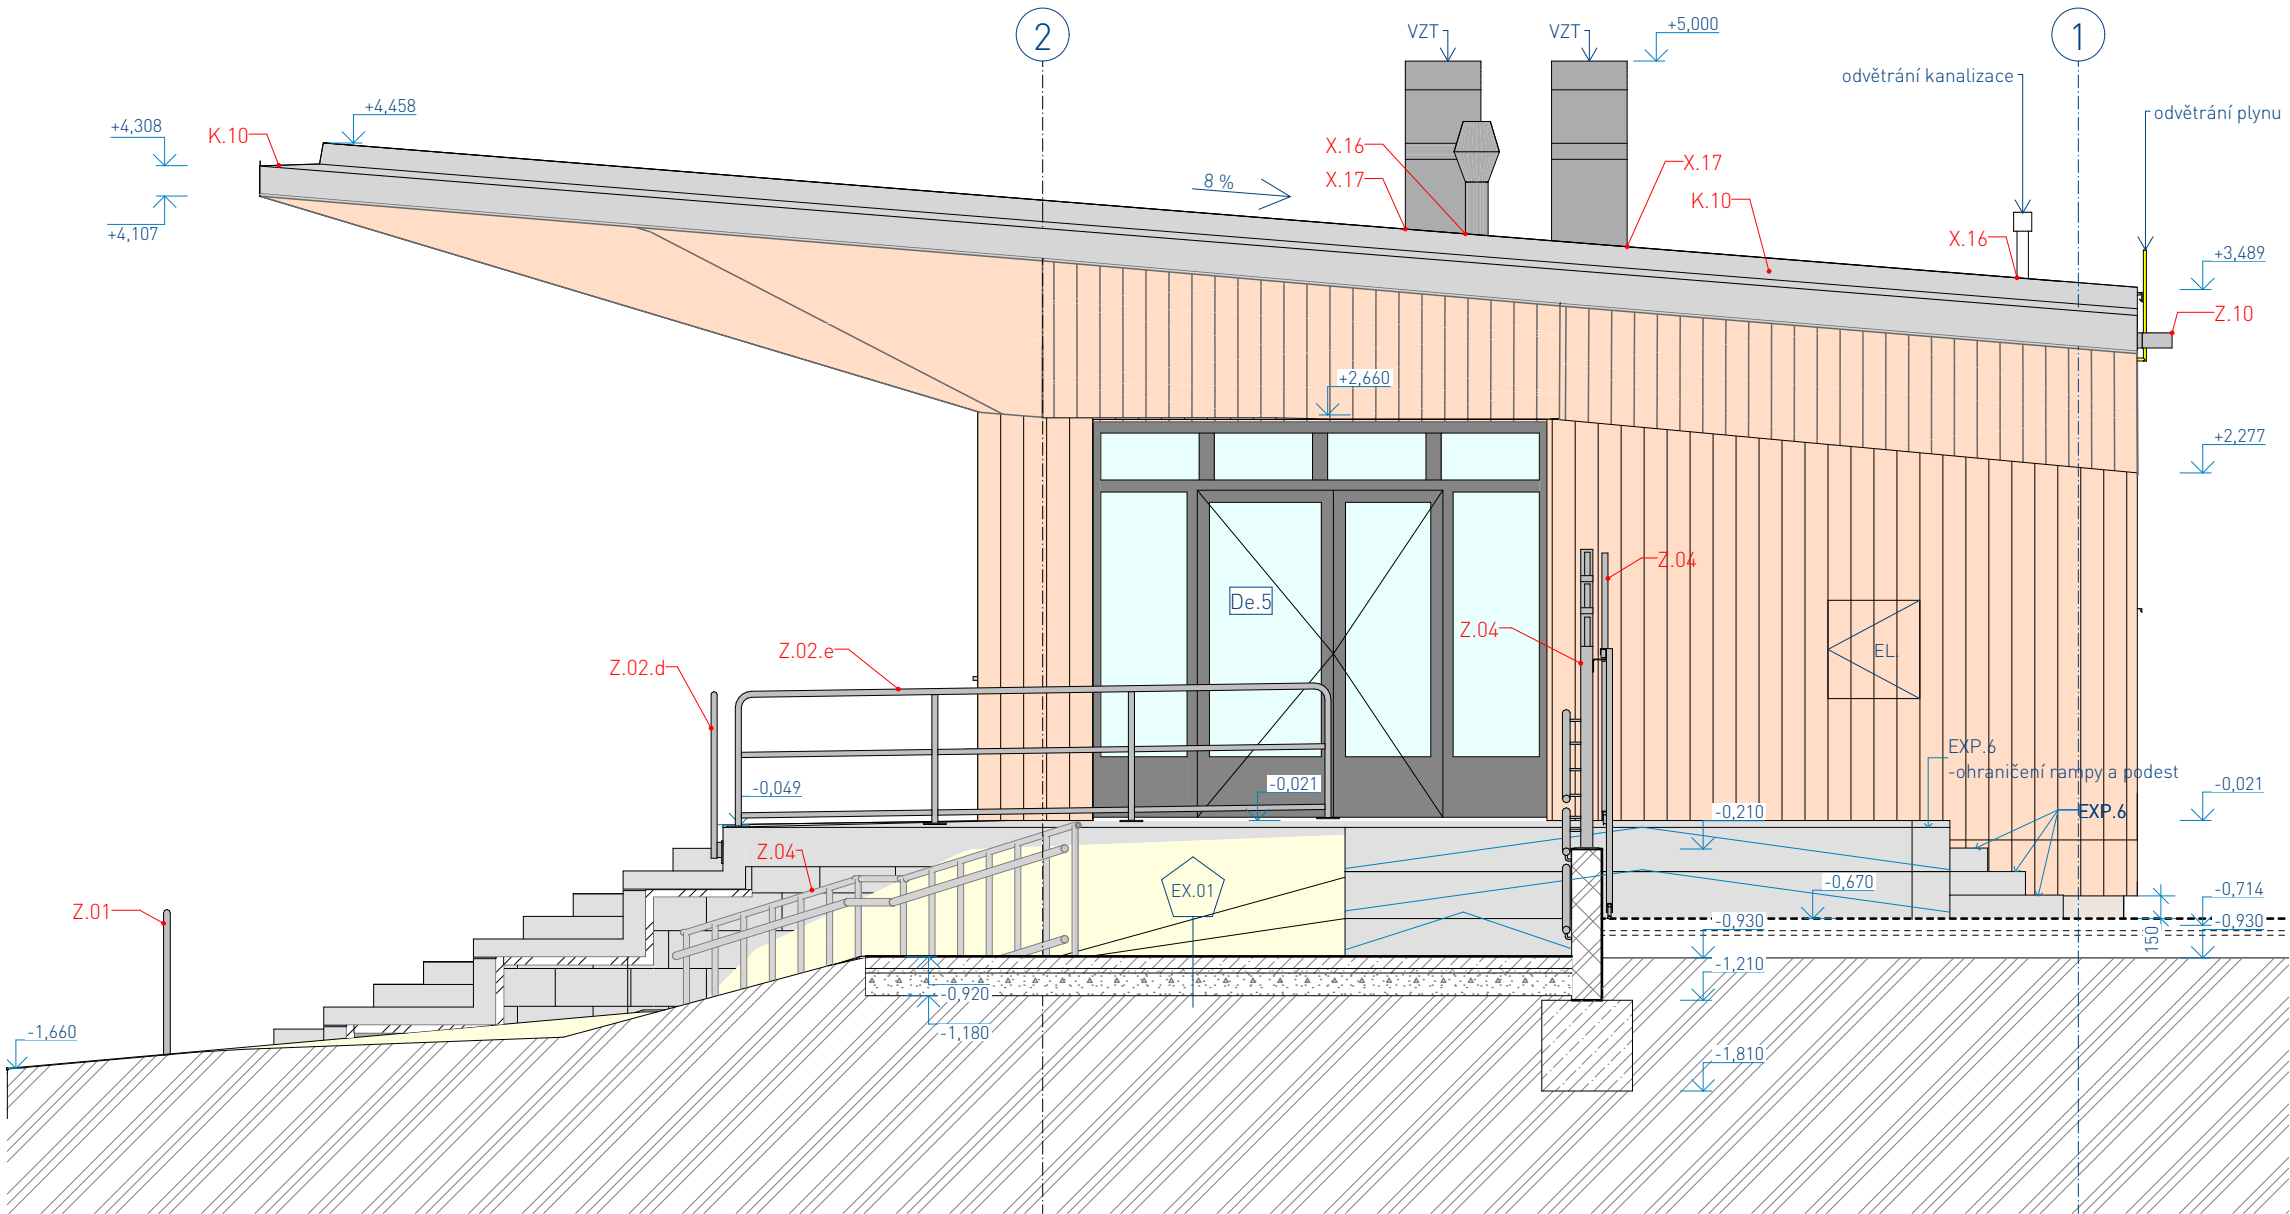 2
1
VZT
VZT
+5,000
odvětrání kanalizace
odvětrání plynu
+4,458
+4,308
K.10
X.16
X.17
X.17
8 %
K.10
+4,107
X.16
+3,489
Z.10
+2,660
+2,277
De.5
Z.04
Z.04
Z.02.e
Z.02.d
EL.
EXP.6
-ohraničení rampy a podest
-0,049
-0,021
-0,021
-0,210
EXP.6
Z.04
EX.01
-0,670
-0,714
Z.01
-0,930
-0,930
150
-1,210
-0,920
-1,180
-1,660
-1,810